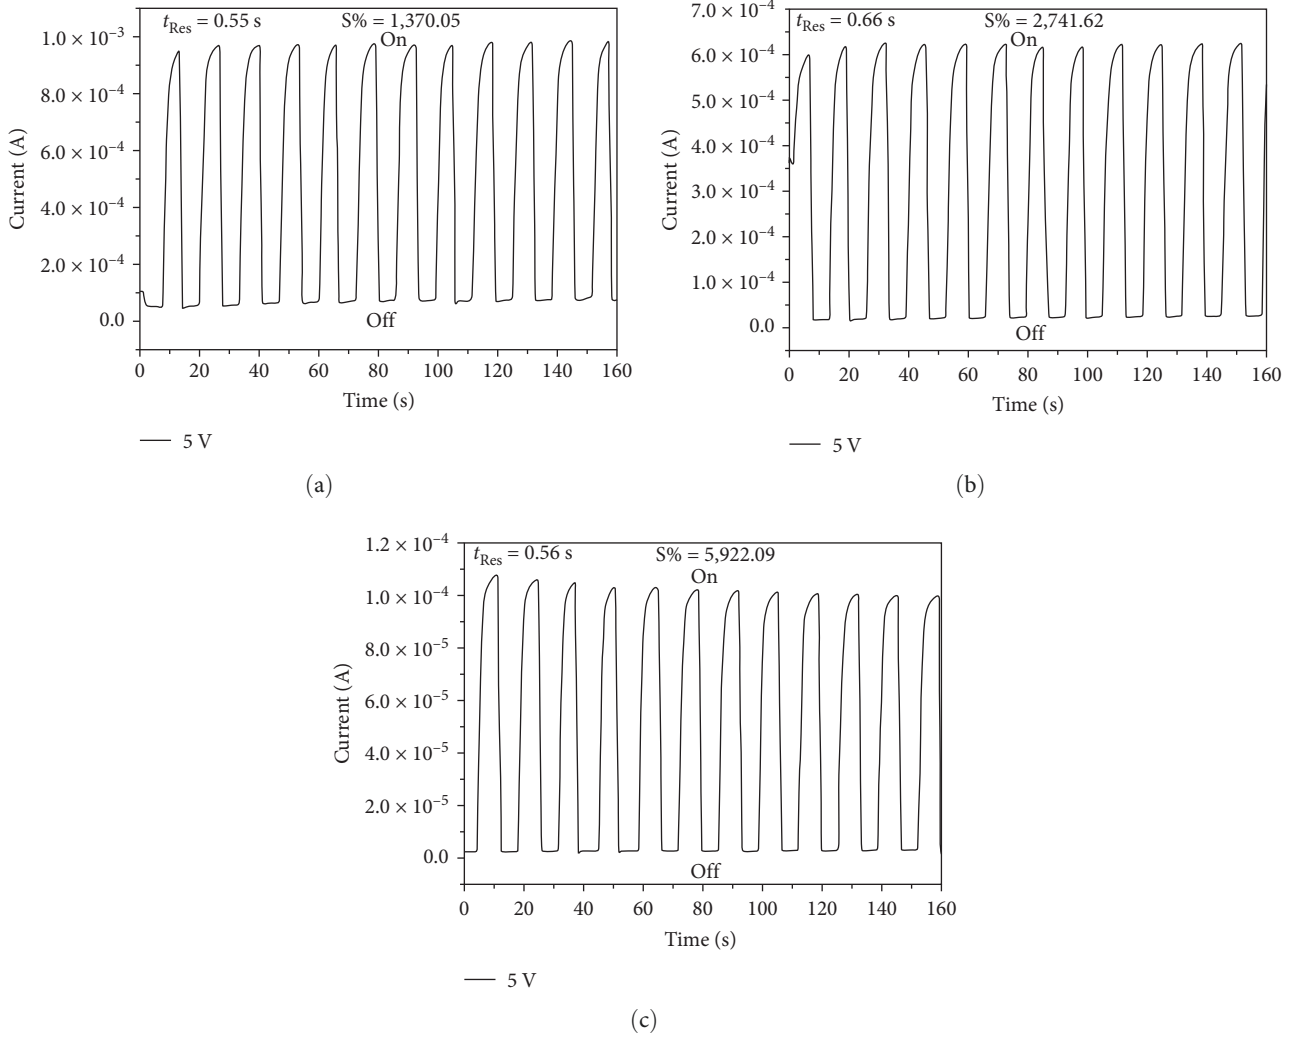 t_Res = 0.55 s S% = 1,370.05
On
1.0 × 10⁻³
8.0 × 10⁻⁴
6.0 × 10⁻⁴
4.0 × 10⁻⁴
2.0 × 10⁻⁴
0.0
Current (A)
Off
0 20 40 60 80 100 120 140 160
Time (s)
5 V
(a)
7.0 × 10⁻⁴
t_Res = 0.66 s S% = 2,741.62
On
6.0 × 10⁻⁴
5.0 × 10⁻⁴
4.0 × 10⁻⁴
3.0 × 10⁻⁴
2.0 × 10⁻⁴
1.0 × 10⁻⁴
0.0
Current (A)
Off
0 20 40 60 80 100 120 140 160
Time (s)
5 V
(b)
1.2 × 10⁻⁴
t_Res = 0.56 s S% = 5,922.09
On
1.0 × 10⁻⁴
8.0 × 10⁻⁵
6.0 × 10⁻⁵
4.0 × 10⁻⁵
2.0 × 10⁻⁵
0.0
Current (A)
Off
0 20 40 60 80 100 120 140 160
Time (s)
5 V
(c)